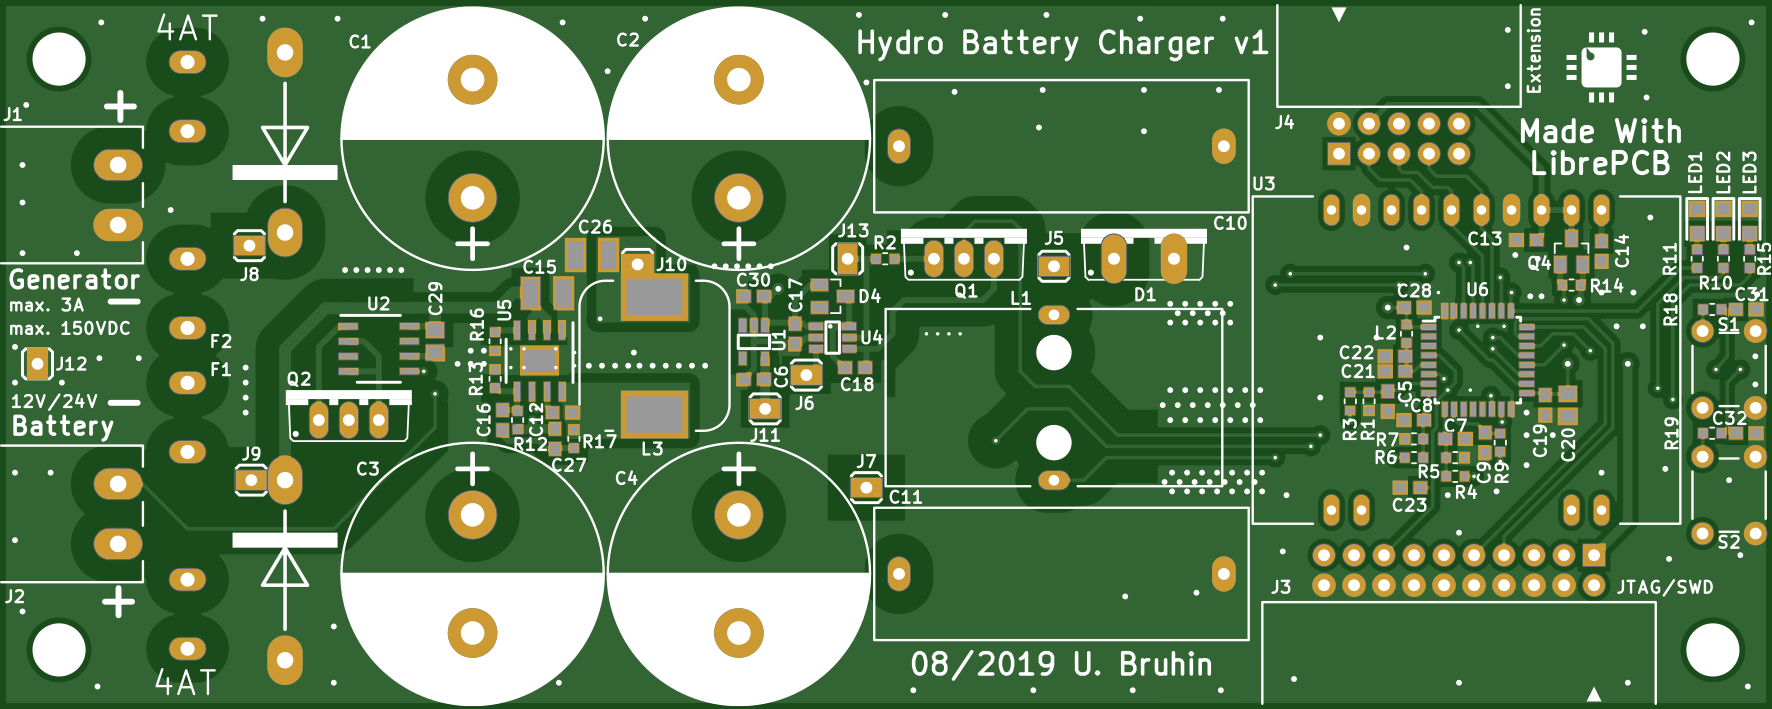 4AT
C1
C2
Hydro Battery Charger v1
Extension
J1
J4
Made With
LibrePCB
LED1
LED2
LED3
U3
C10
C26
J13
R2
J5
C13
Q4
C14
R11
R15
J8
J10
Generator
max. 3A
max. 150VDC
U2
C29
C15
U5
C30
C17
D4
Q1
L1
D1
C28
U6
R14
R10
R18
C31
S1
F2
F1
R16
U1
U4
L2
J12
C22
C21
12V/24V
Battery
Q2
R13
C6
J6
C18
C5
R3
R1
C8
C16
R12
C12
R17
C27
L3
J11
R7
R6
C7
R5
R4
C9
R9
C19
C20
R19
C32
J9
C3
C4
J7
C11
C23
S2
J2
J3
JTAG/SWD
4AT
08/2019 U. Bruhin